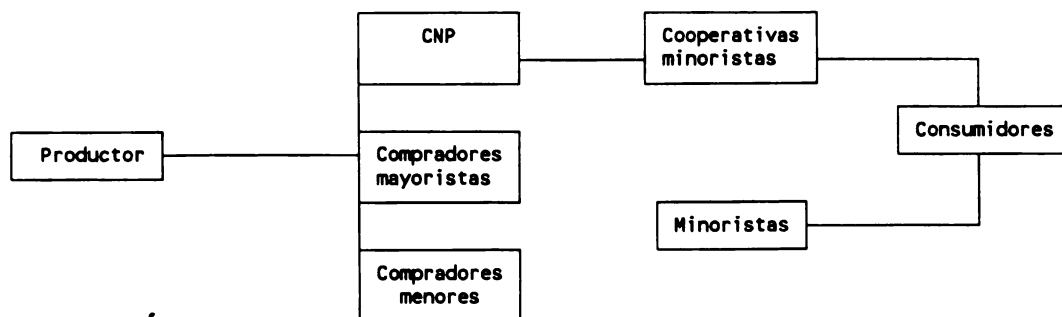 CNP
Cooperativas
minoristas
Consumidores
Productor
Compradores
mayoristas
Minoristas
Compradores
menores